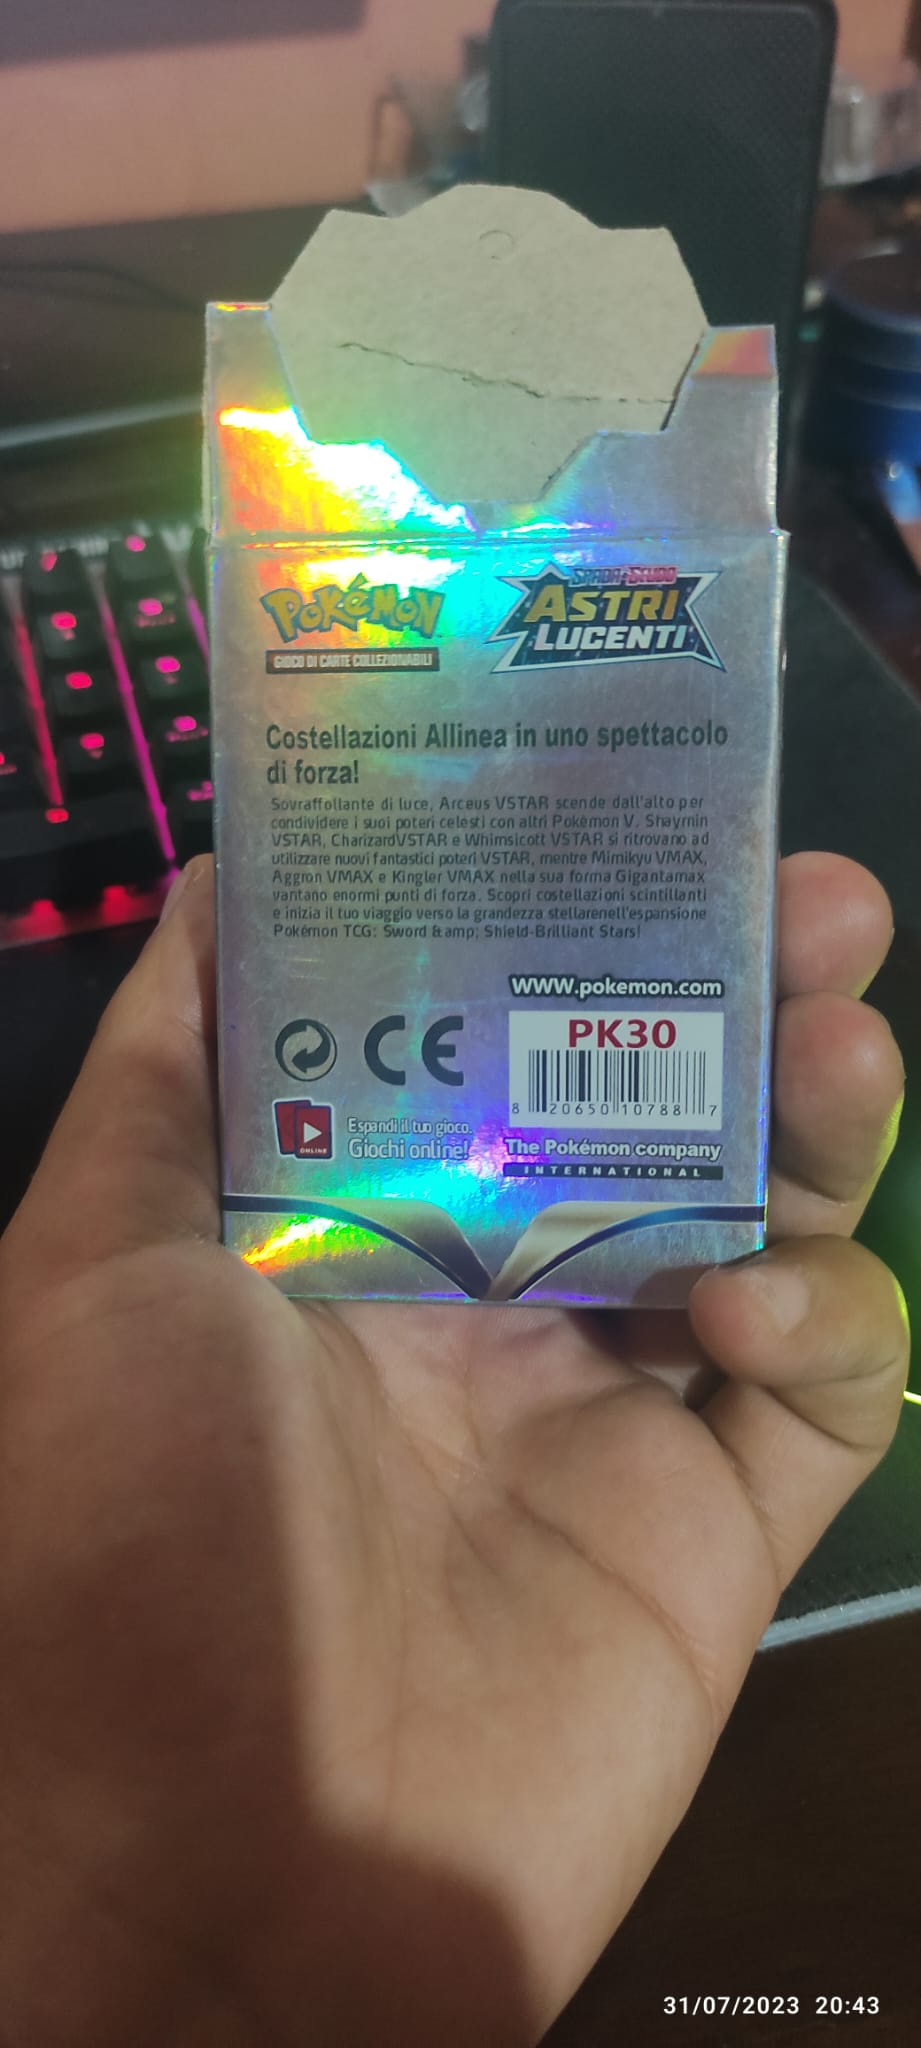 POKéMON
GIOCO DI CARTE COLLEZIONABILI
SPADA E SCUDO
ASTRI
LUCENTI
Costellazioni Allinea in uno spettacolo
di forza!
Sovraffollante di luce, Arceus VSTAR scende dall'alto per
condividere i suoi poteri celesti con altri Pokémon V. Shaymin
VSTAR, CharizardVSTAR e Whimsicott VSTAR si ritrovano ad
utilizzare nuovi fantastici poteri VSTAR, mentre Mimikyu VMAX,
Aggron VMAX e Kingler VMAX nella sua forma Gigantamax
vantano enormi punti di forza. Scopri costellazioni scintillanti
e inizia il tuo viaggio verso la grandezza stellarenell'espansione
Pokémon TCG: Sword &amp; Shield-Brilliant Stars!
WWW.pokemon.com
PK30
8 20650 10788 7
CE
ONLINE
Espandi il tuo gioco.
Giochi online!
The Pokémon company
INTERNATIONAL
31/07/2023 20:43